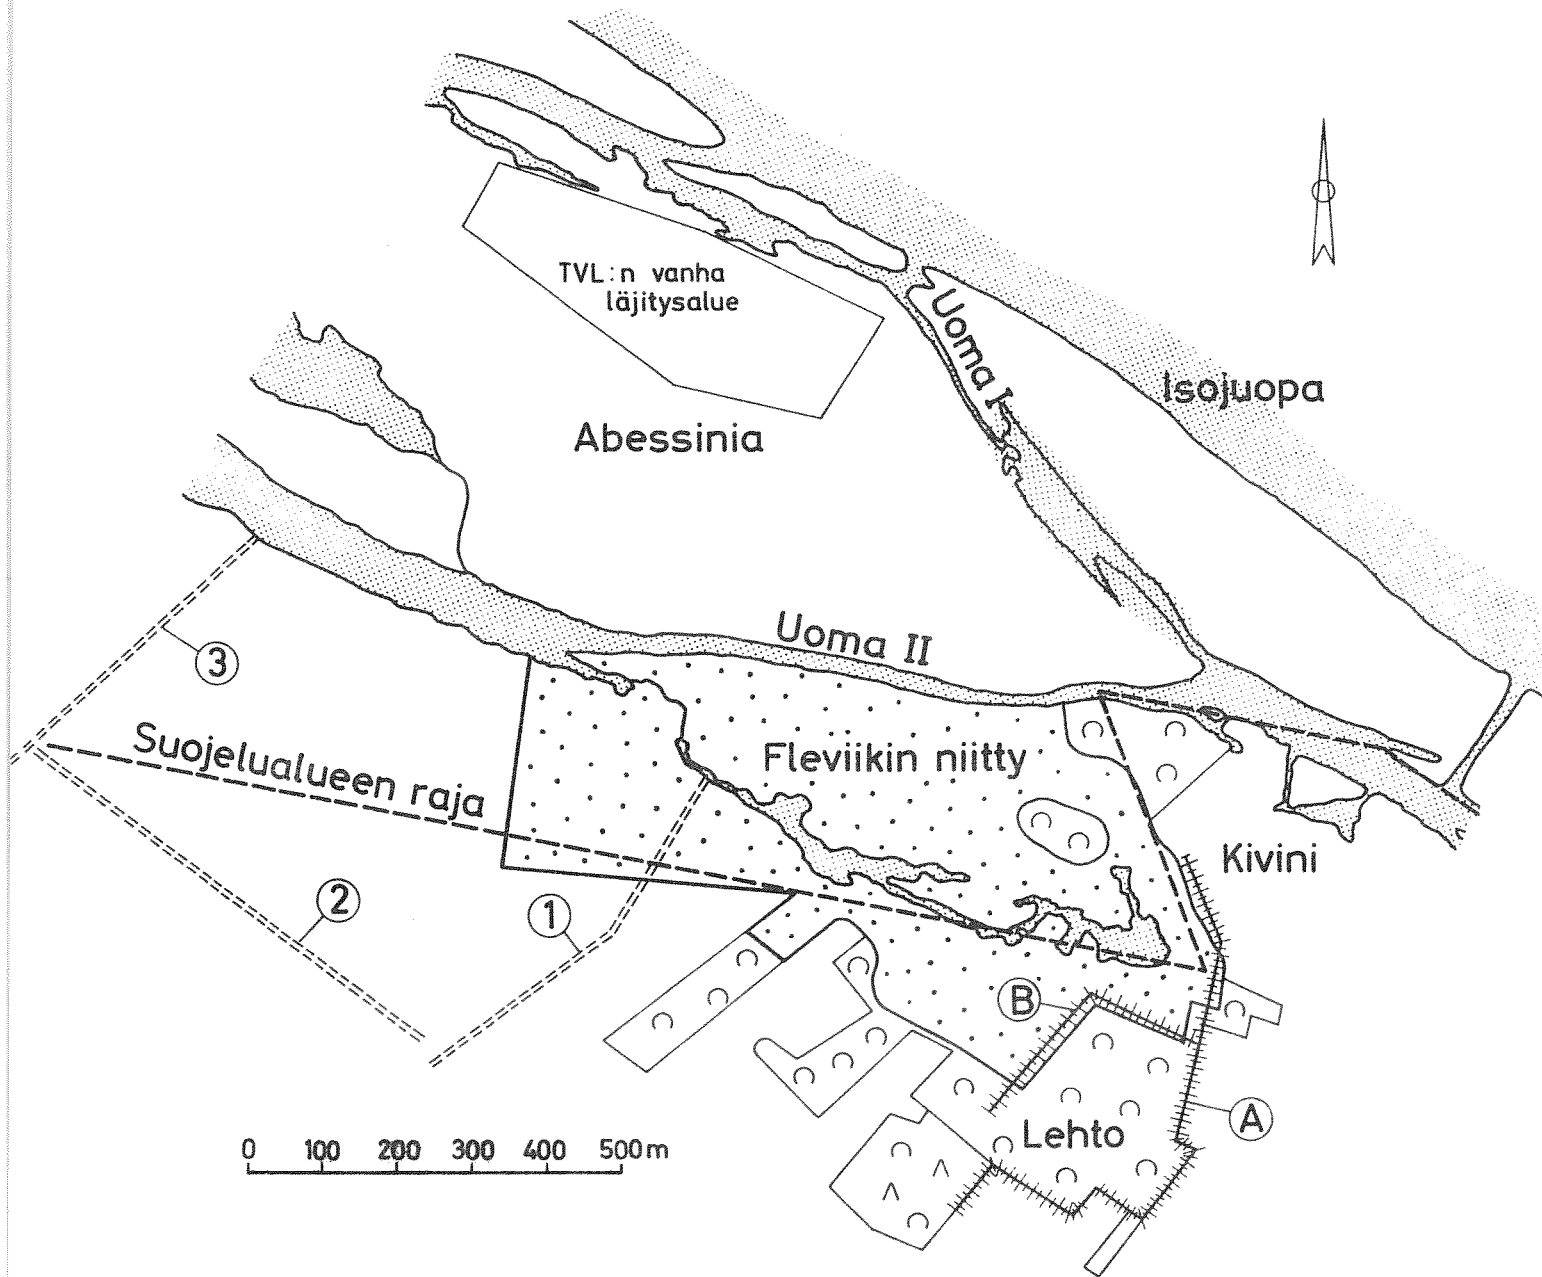 TVL:n vanha
läjitysalue
Uoma I
Isojuopa
Abessinia
Uoma II
3
Suojelualueen raja
Fleviikin niitty
Kivini
2
1
B
A
Lehto
0 100 200 300 400 500m